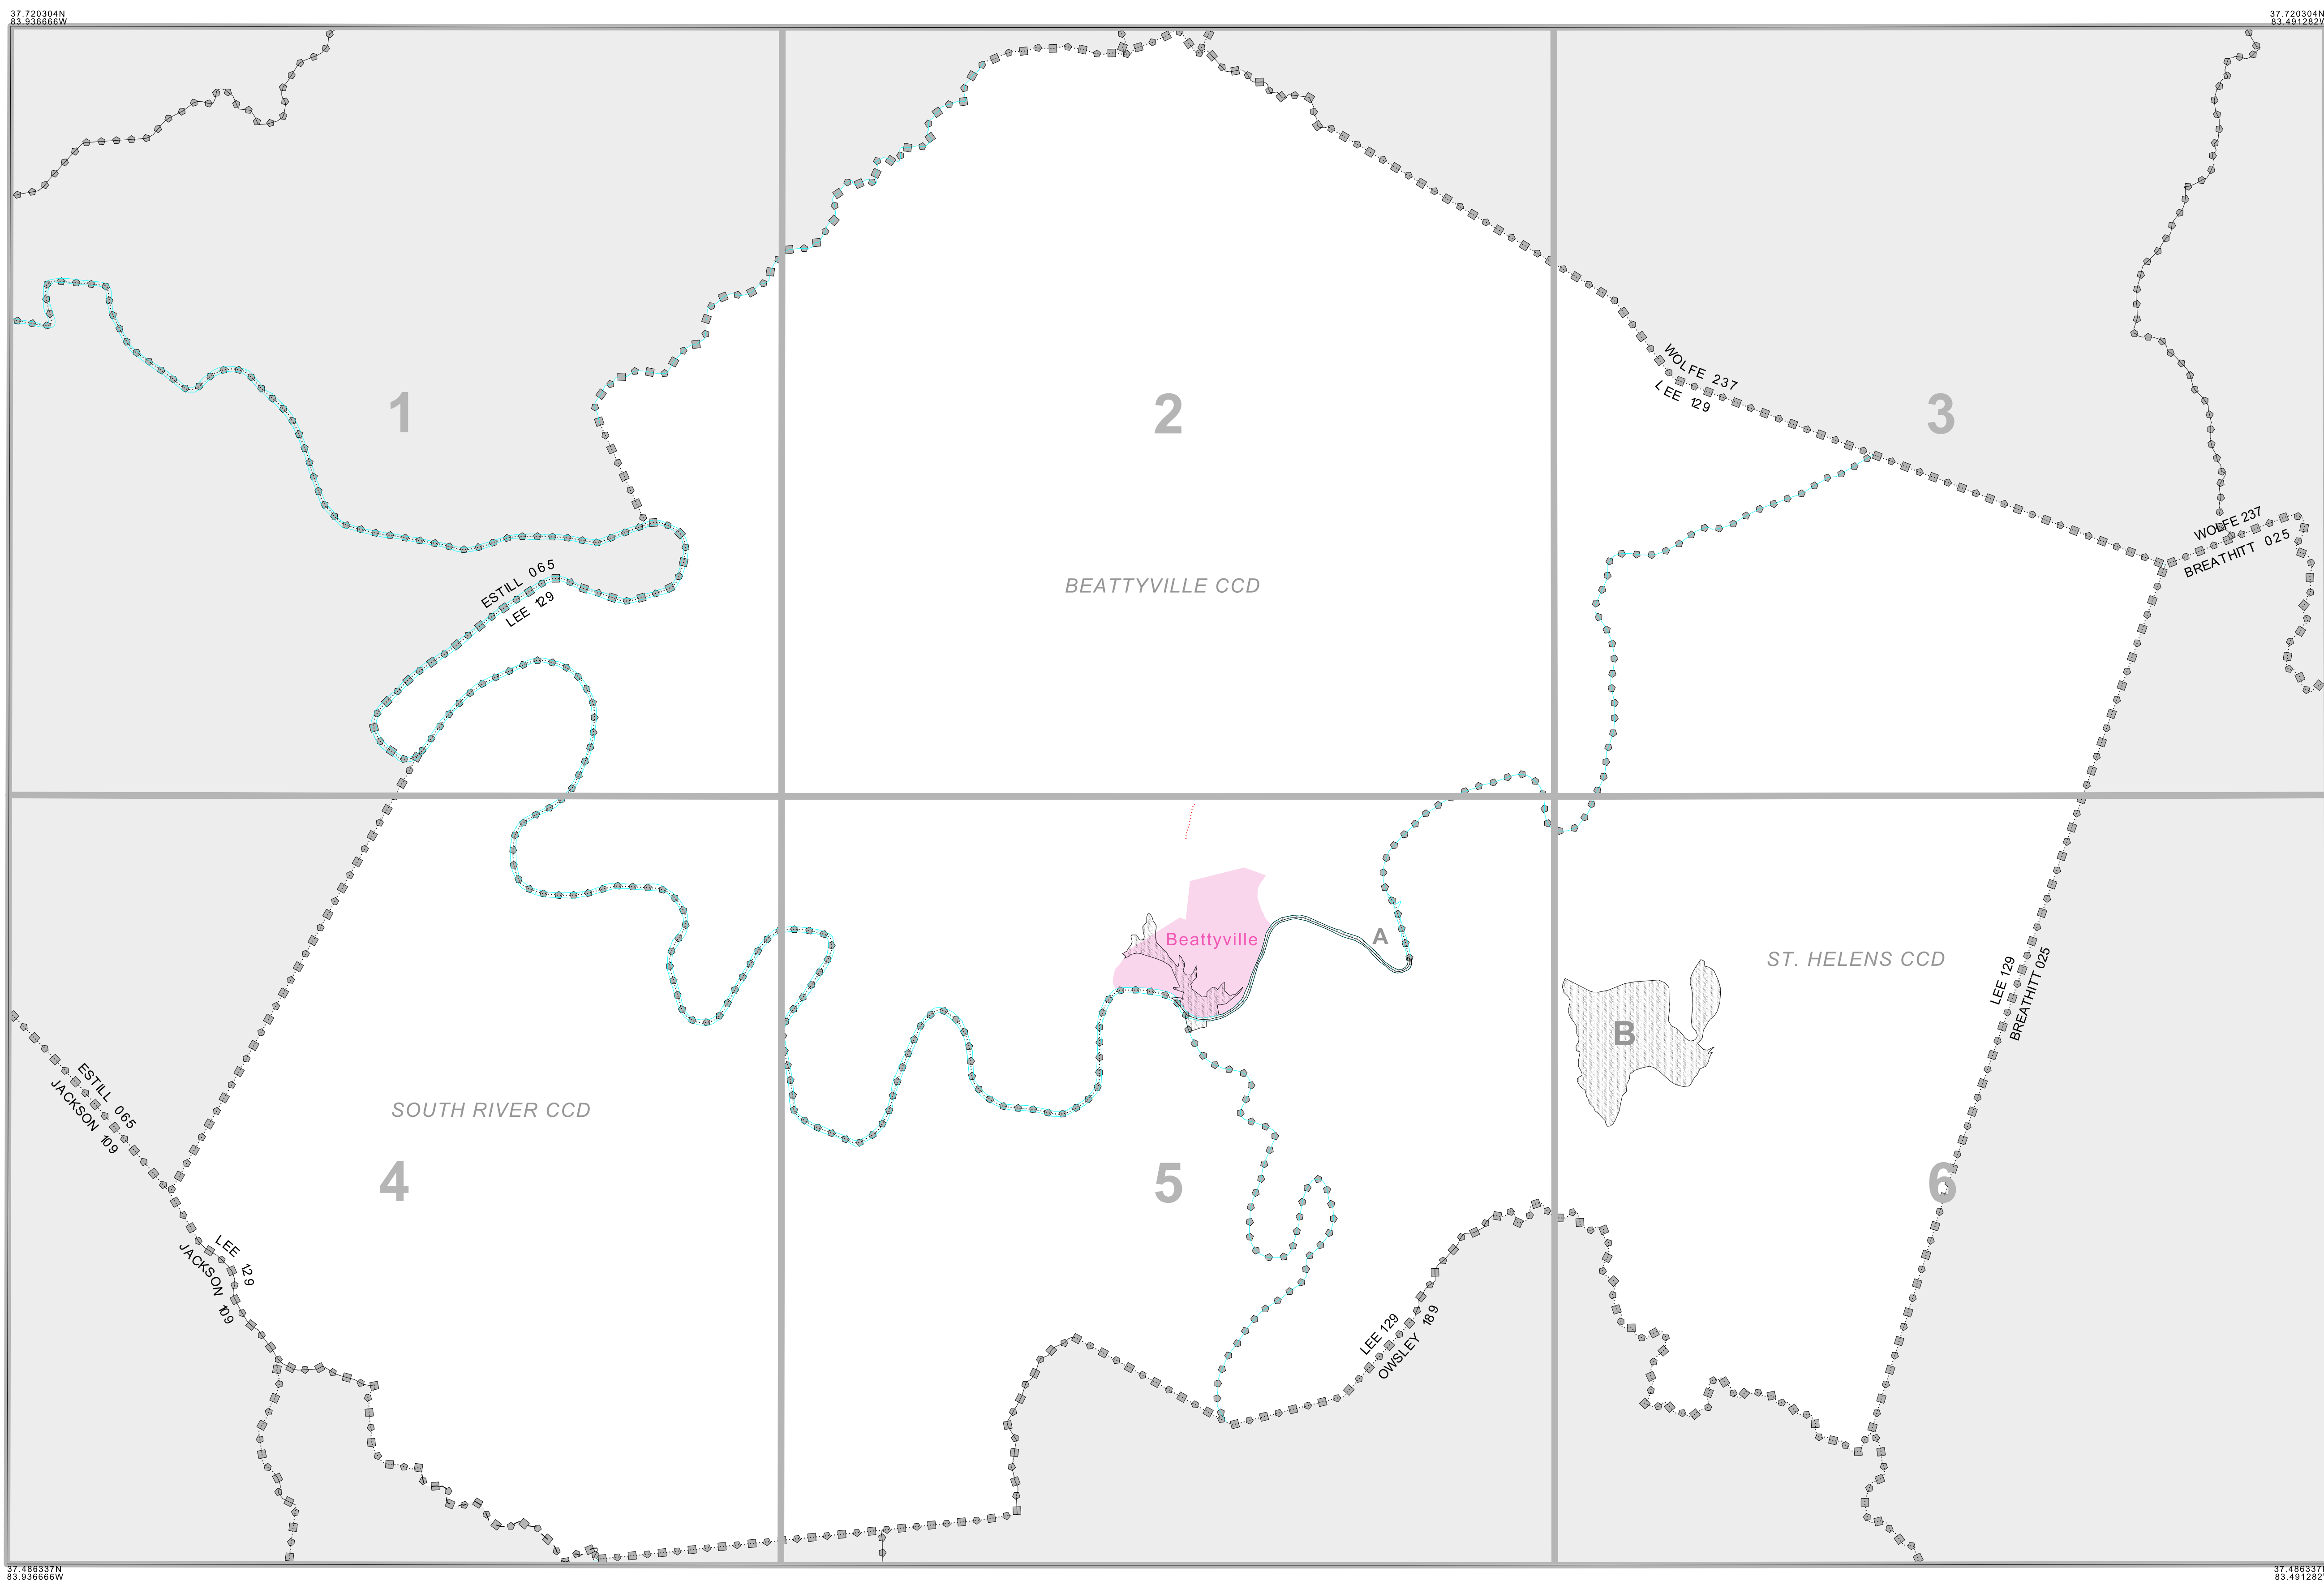 37.720304N
83.936666W
37.720304N
83.491282W
WOLFE 237
LEE 129
1
2
3
WOLFE 237
BREATHITT 025
ESTILL 065
LEE 129
BEATTYVILLE CCD
Beattyville
A
ST. HELENS CCD
LEE 129
BREATHITT 025
B
ESTILL 065
JACKSON 109
SOUTH RIVER CCD
4
5
6
LEE 129
JACKSON 109
LEE 129
OWSLEY 189
37.486337N
83.936666W
37.486337N
83.491282W